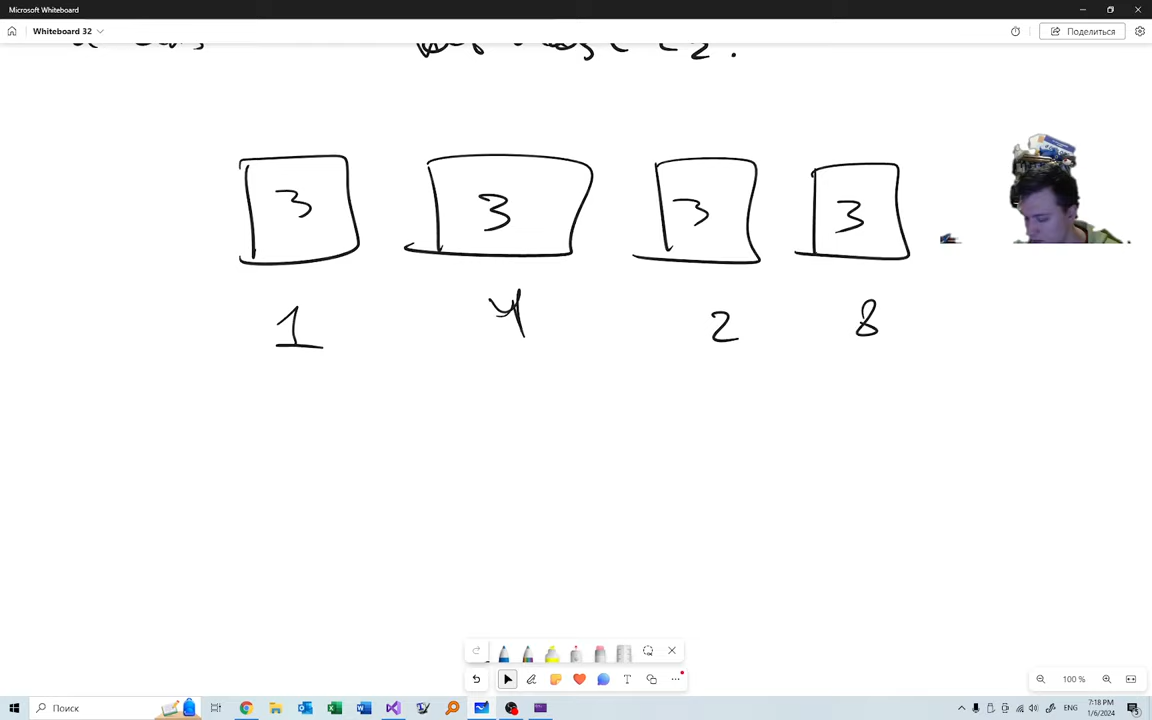 Microsoft Whiteboard
Whiteboard 32
Поделиться
3 3 3 3
1 4 2 8
100 %
Поиск
ENG
7:18 PM
1/6/2024